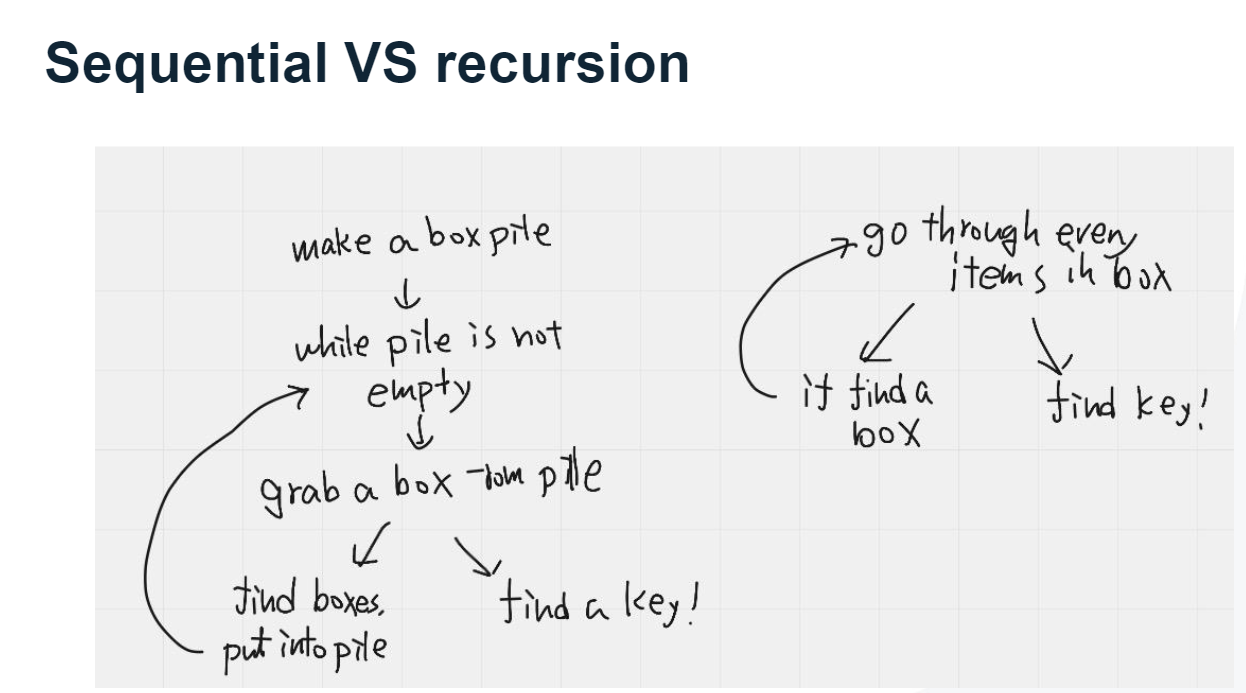 Sequential VS recursion
make a box pile
while pile is not
empty
grab a box from pile
find boxes,
put into pile
find a key!
go through every
items in box
if find a
box
find key!